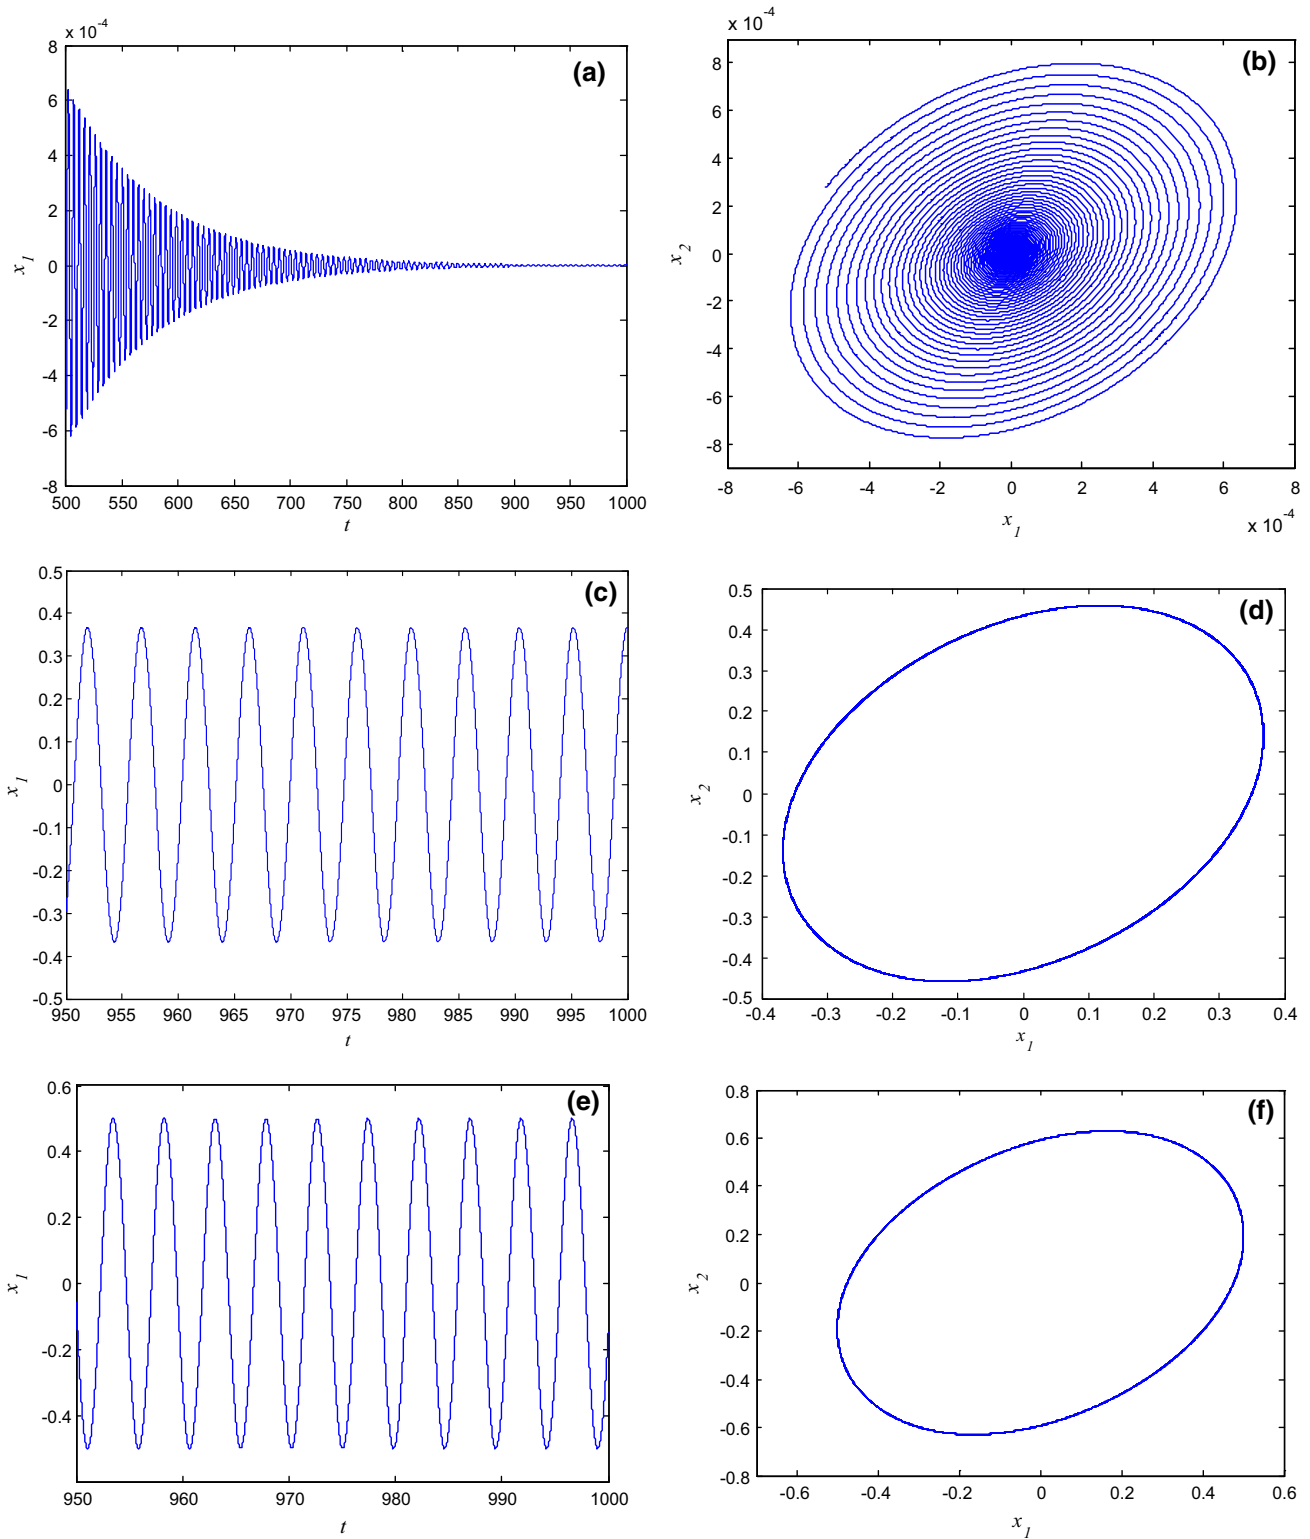 x 10⁻⁴
8
6
4
2
0
-2
-4
-6
-8
x₁
(a)
500 550 600 650 700 750 800 850 900 950 1000
t
x 10⁻⁴
8
6
4
2
0
-2
-4
-6
-8
x₂
(b)
-8 -6 -4 -2 0 2 4 6 8
x₁
x 10⁻⁴
0.5
0.4
0.3
0.2
0.1
0
-0.1
-0.2
-0.3
-0.4
-0.5
x₁
(c)
950 955 960 965 970 975 980 985 990 995 1000
t
0.5
0.4
0.3
0.2
0.1
0
-0.1
-0.2
-0.3
-0.4
-0.5
x₂
(d)
-0.4 -0.3 -0.2 -0.1 0 0.1 0.2 0.3 0.4
x₁
0.6
0.4
0.2
0
-0.2
-0.4
x₁
(e)
950 960 970 980 990 1000
t
0.8
0.6
0.4
0.2
0
-0.2
-0.4
-0.6
-0.8
x₂
(f)
-0.6 -0.4 -0.2 0 0.2 0.4 0.6
x₁